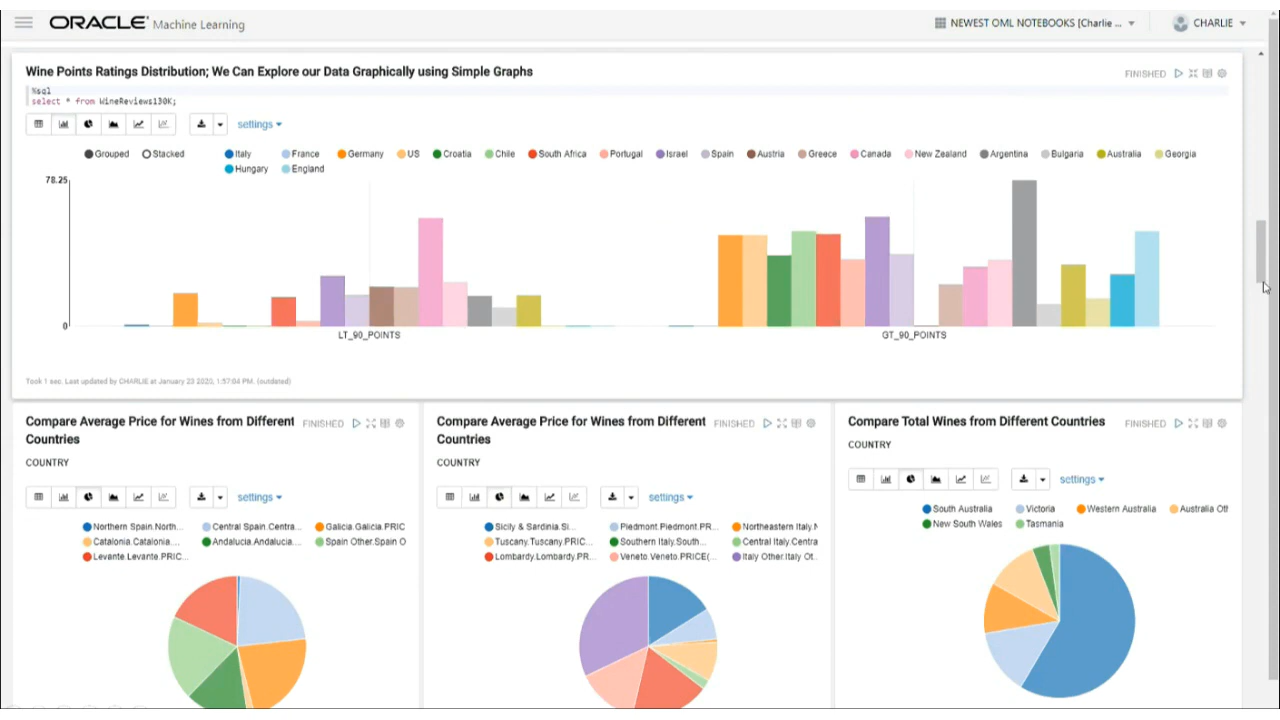 ORACLE Machine Learning
NEWEST OML NOTEBOOKS [Charlie ...
CHARLIE
Wine Points Ratings Distribution; We Can Explore our Data Graphically using Simple Graphs
FINISHED
%sql
select * from WineReviews130K;
settings
Grouped Stacked
Italy France Germany US Croatia Chile South Africa Portugal Israel Spain Austria Greece Canada New Zealand Argentina Bulgaria Australia Georgia
Hungary England
78.25
0
LT_90_POINTS GT_90_POINTS
Took 1 sec. Last updated by CHARLIE at January 23 2020, 1:57:04 PM. (outdated)
Compare Average Price for Wines from Different
Countries
FINISHED
COUNTRY
settings
Northern Spain.North... Central Spain.Centra... Galicia.Galicia.PRIC
Catalonia.Catalonia.... Andalucia.Andalucia.... Spain Other.Spain O
Levante.Levante.PRIC...
Compare Average Price for Wines from Different
Countries
FINISHED
COUNTRY
settings
Sicily & Sardinia.Si... Piedmont.Piedmont.PR... Northeastern Italy.N
Tuscany.Tuscany.PRIC... Southern Italy.South... Central Italy.Centra
Lombardy.Lombardy.PR... Veneto.Veneto.PRICE(... Italy Other.Italy Ot..
Compare Total Wines from Different Countries
FINISHED
COUNTRY
settings
South Australia Victoria Western Australia Australia Oth
New South Wales Tasmania